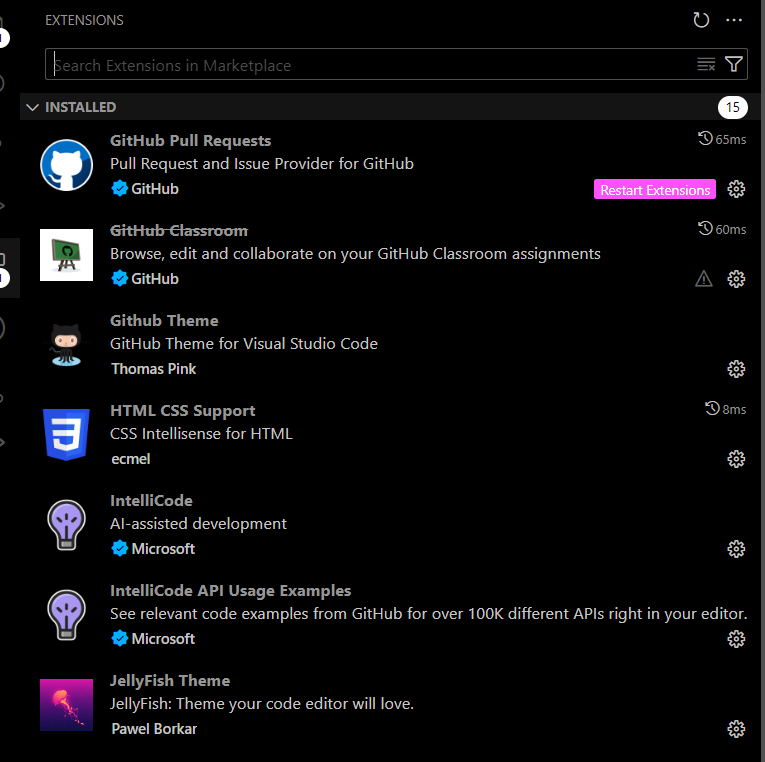 EXTENSIONS
Search Extensions in Marketplace
INSTALLED 15
GitHub Pull Requests 65ms
Pull Request and Issue Provider for GitHub
GitHub Restart Extensions
GitHub Classroom 60ms
Browse, edit and collaborate on your GitHub Classroom assignments
GitHub
Github Theme
GitHub Theme for Visual Studio Code
Thomas Pink
HTML CSS Support 8ms
CSS Intellisense for HTML
ecmel
IntelliCode
AI-assisted development
Microsoft
IntelliCode API Usage Examples
See relevant code examples from GitHub for over 100K different APIs right in your editor.
Microsoft
JellyFish Theme
JellyFish: Theme your code editor will love.
Pawel Borkar